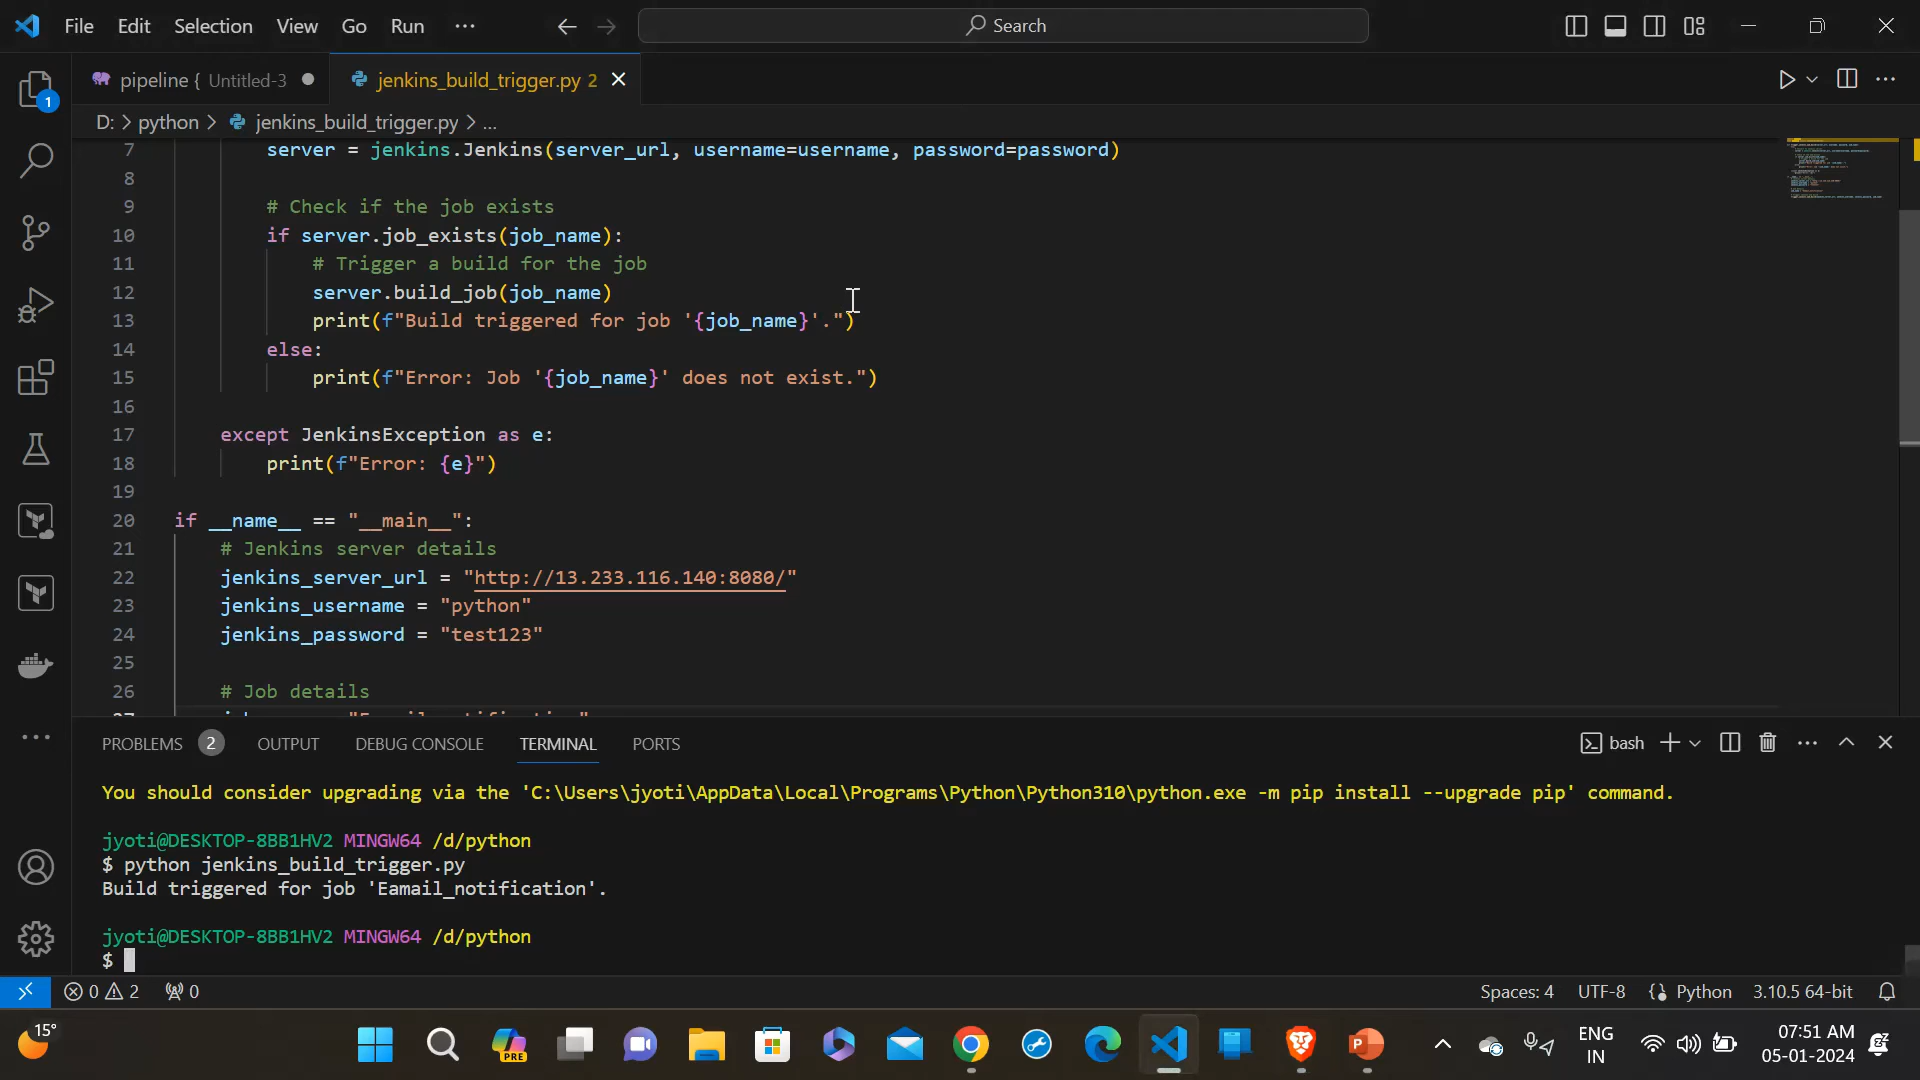 File Edit Selection View Go Run ··· Search
pipeline { Untitled-3 jenkins_build_trigger.py 2
D: > python > jenkins_build_trigger.py > ...
7 server = jenkins.Jenkins(server_url, username=username, password=password)
8
9 # Check if the job exists
10 if server.job_exists(job_name):
11 # Trigger a build for the job
12 server.build_job(job_name)
13 print(f"Build triggered for job '{job_name}'.")
14 else:
15 print(f"Error: Job '{job_name}' does not exist.")
16
17 except JenkinsException as e:
18 print(f"Error: {e}")
19
20 if __name__ == "__main__":
21 # Jenkins server details
22 jenkins_server_url = "http://13.233.116.140:8080/"
23 jenkins_username = "python"
24 jenkins_password = "test123"
25
26 # Job details
PROBLEMS 2 OUTPUT DEBUG CONSOLE TERMINAL PORTS bash
You should consider upgrading via the 'C:\Users\jyoti\AppData\Local\Programs\Python\Python310\python.exe -m pip install --upgrade pip' command.
jyoti@DESKTOP-8BB1HV2 MINGW64 /d/python
$ python jenkins_build_trigger.py
Build triggered for job 'Eamail_notification'.
jyoti@DESKTOP-8BB1HV2 MINGW64 /d/python
$
0 2 0 Spaces: 4 UTF-8 Python 3.10.5 64-bit
15° PRE ENG IN 07:51 AM
05-01-2024